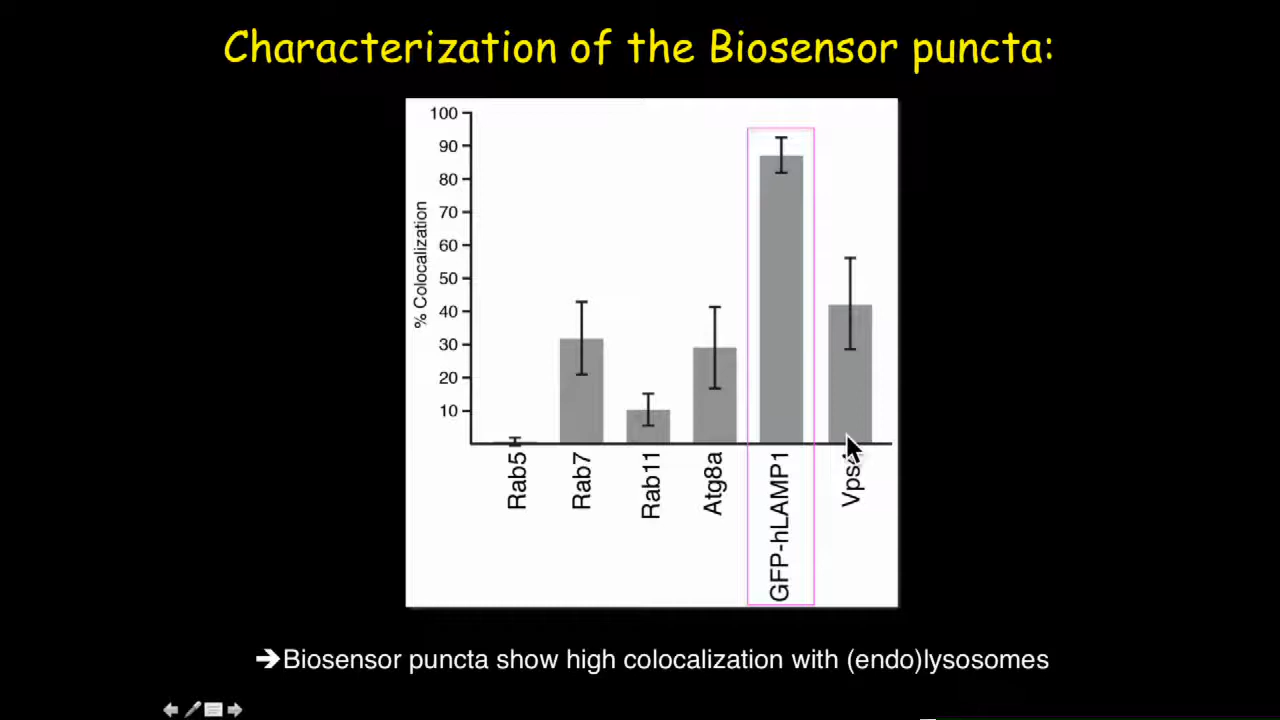 Characterization of the Biosensor puncta:
100
90
80
70
60
50
40
30
20
10
% Colocalization
Rab5
Rab7
Rab11
Atg8a
GFP-hLAMP1
➔Biosensor puncta show high colocalization with (endo)lysosomes